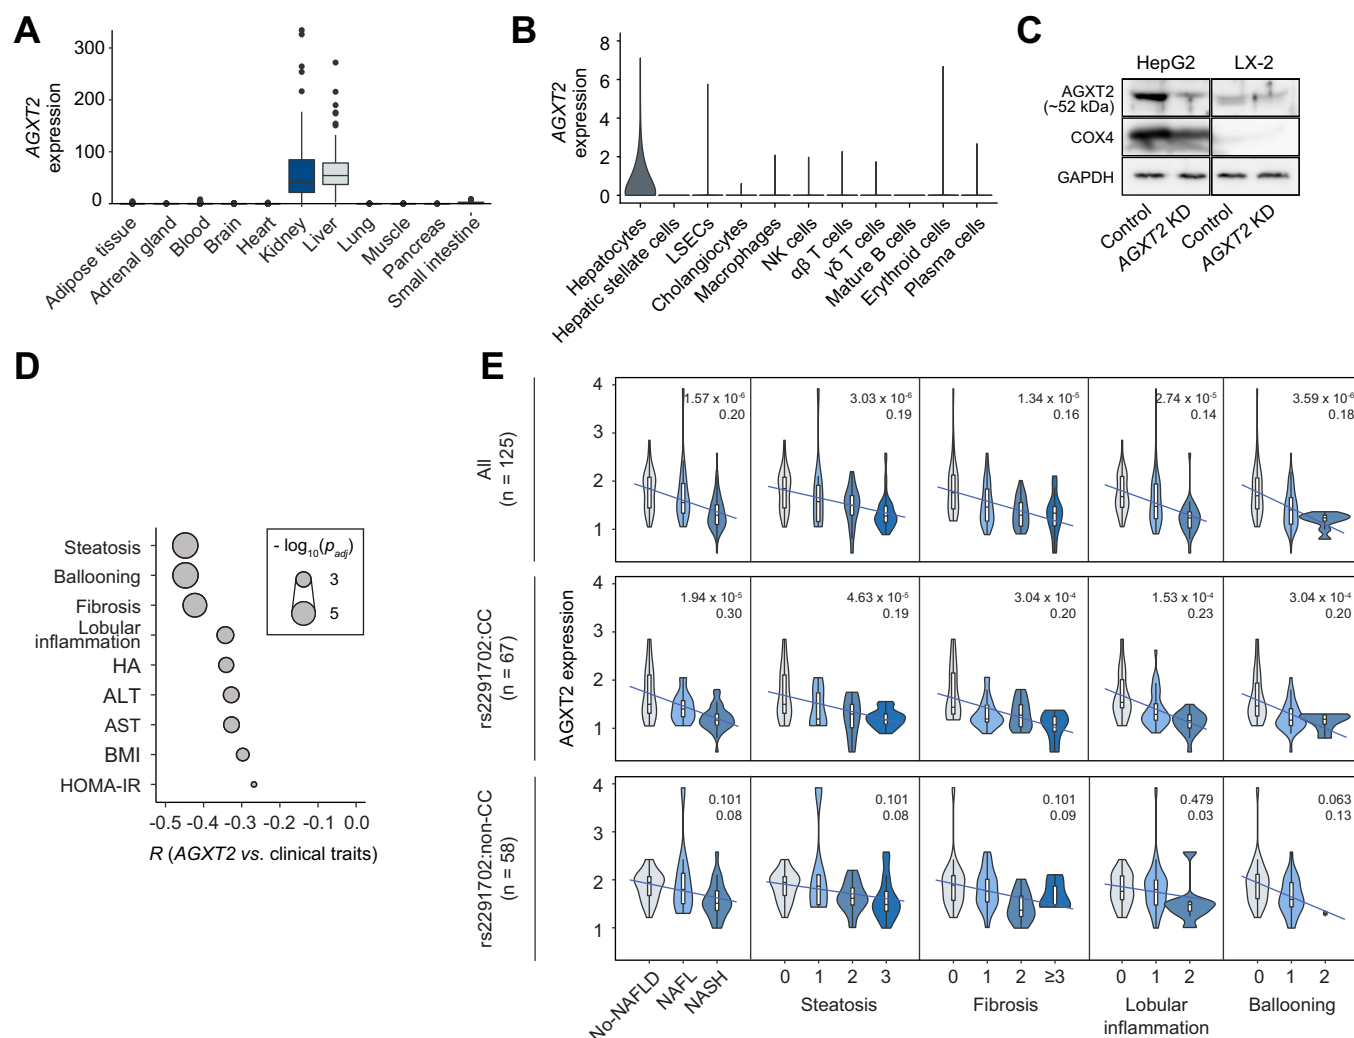 A
AGXT2
expression
300
200
100
0
Adipose tissue
Adrenal gland
Blood
Brain
Heart
Kidney
Liver
Lung
Muscle
Pancreas
Small intestine
B
AGXT2
expression
8
6
4
2
0
Hepatocytes
Hepatic stellate cells
LSECs
Cholangiocytes
Macrophages
NK cells
αβ T cells
γδ T cells
Mature B cells
Erythroid cells
Plasma cells
C
HepG2 LX-2
AGXT2
(~52 kDa)
COX4
GAPDH
Control
AGXT2 KD
Control
AGXT2 KD
D
Steatosis
Ballooning
Fibrosis
Lobular
inflammation
HA
ALT
AST
BMI
HOMA-IR
- log10(padj)
3
5
-0.5 -0.4 -0.3 -0.2 -0.1 0.0
R (AGXT2 vs. clinical traits)
E
AGXT2 expression
All
(n = 125)
4
3
2
1
1.57 x 10-6
0.20
3.03 x 10-6
0.19
1.34 x 10-5
0.16
2.74 x 10-5
0.14
3.59 x 10-6
0.18
rs2291702:CC
(n = 67)
4
3
2
1
1.94 x 10-5
0.30
4.63 x 10-5
0.19
3.04 x 10-4
0.20
1.53 x 10-4
0.23
3.04 x 10-4
0.20
rs2291702:non-CC
(n = 58)
4
3
2
1
0.101
0.08
0.101
0.08
0.101
0.09
0.479
0.03
0.063
0.13
No-NAFLD
NAFL
NASH
0 1 2 3
Steatosis
0 1 2 ≥3
Fibrosis
0 1 2
Lobular
inflammation
0 1 2
Ballooning